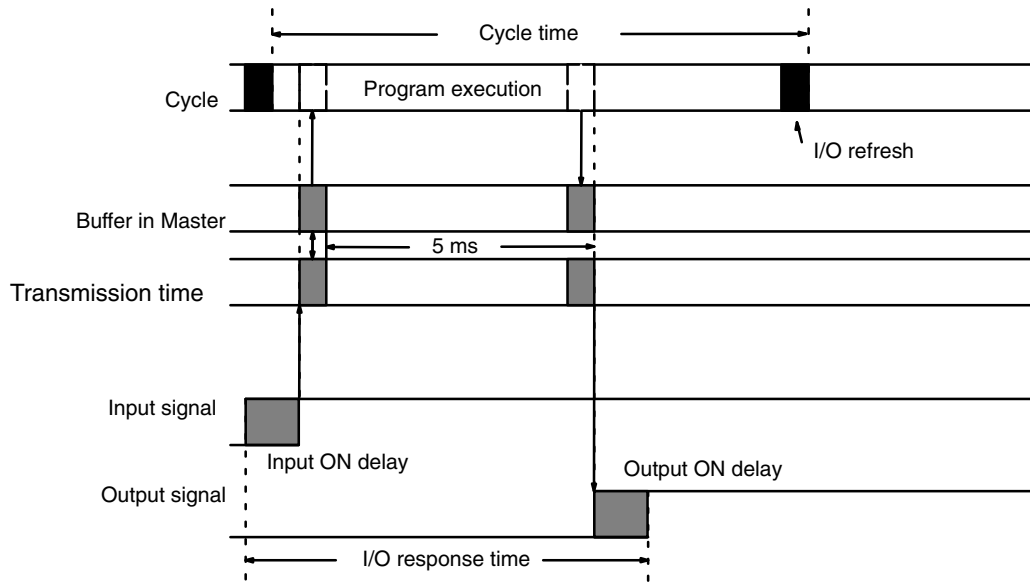 Cycle time
Program execution
Cycle
I/O refresh
Buffer in Master
5 ms
Transmission time
Input signal
Input ON delay
Output ON delay
Output signal
I/O response time